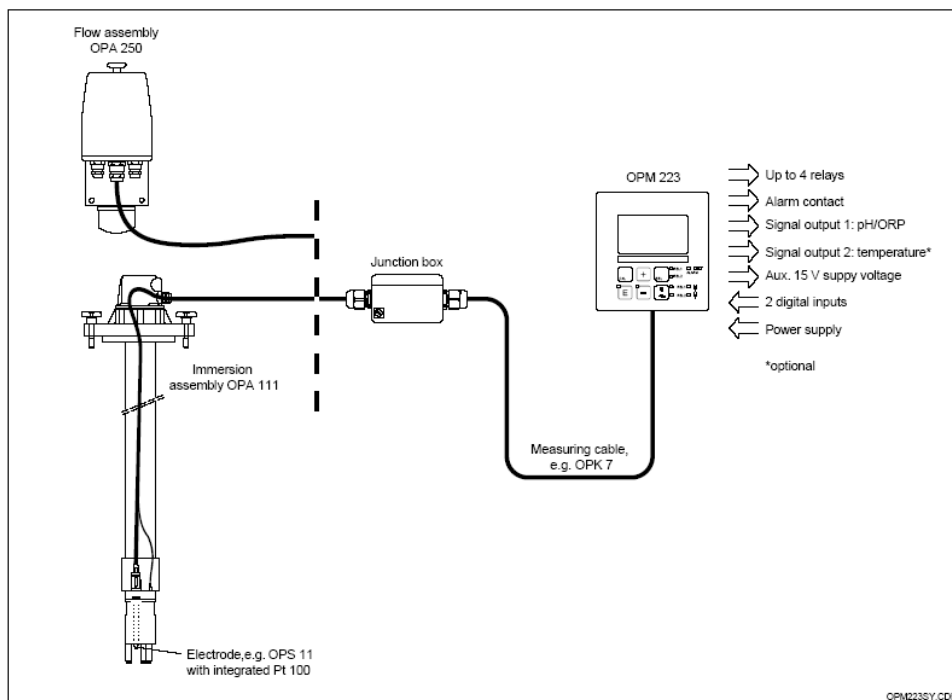 Flow assembly
OPA 250
OPM 223
Up to 4 relays
Alarm contact
Signal output 1: pH/ORP
Signal output 2: temperature*
Aux. 15 V suppy voltage
2 digital inputs
Power supply
*optional
Junction box
Immersion
assembly OPA 111
Measuring cable,
e.g. OPK 7
Electrode,e.g. OPS 11
with integrated Pt 100
E
OPM223SY.CD